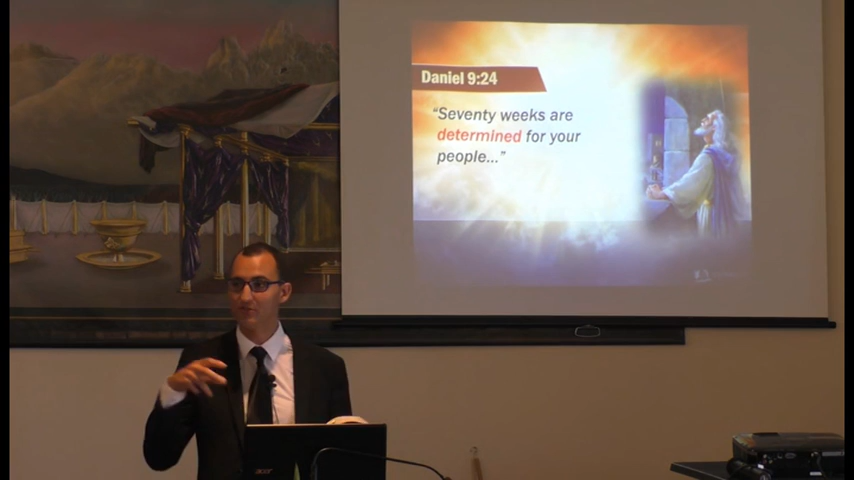 Daniel 9:24
“Seventy weeks are
determined for your
people...”
acer